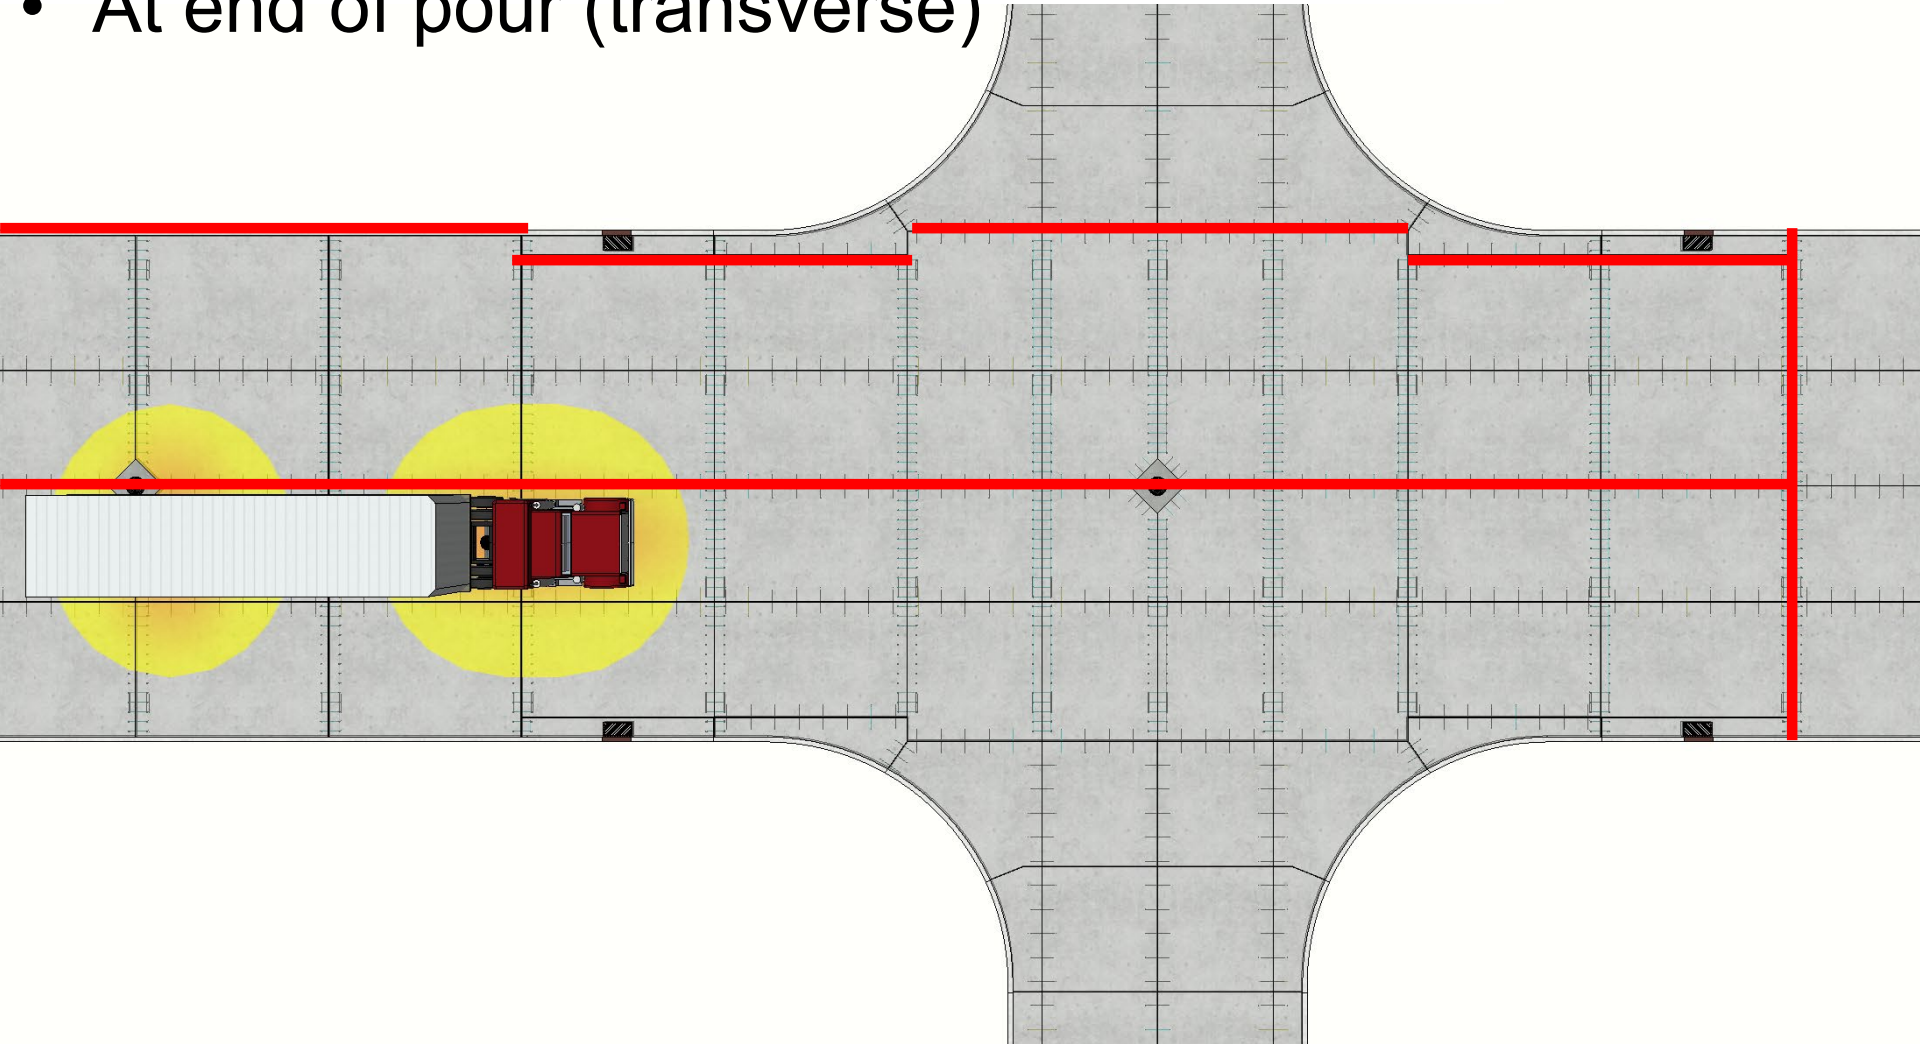 • At end of pour (transverse)